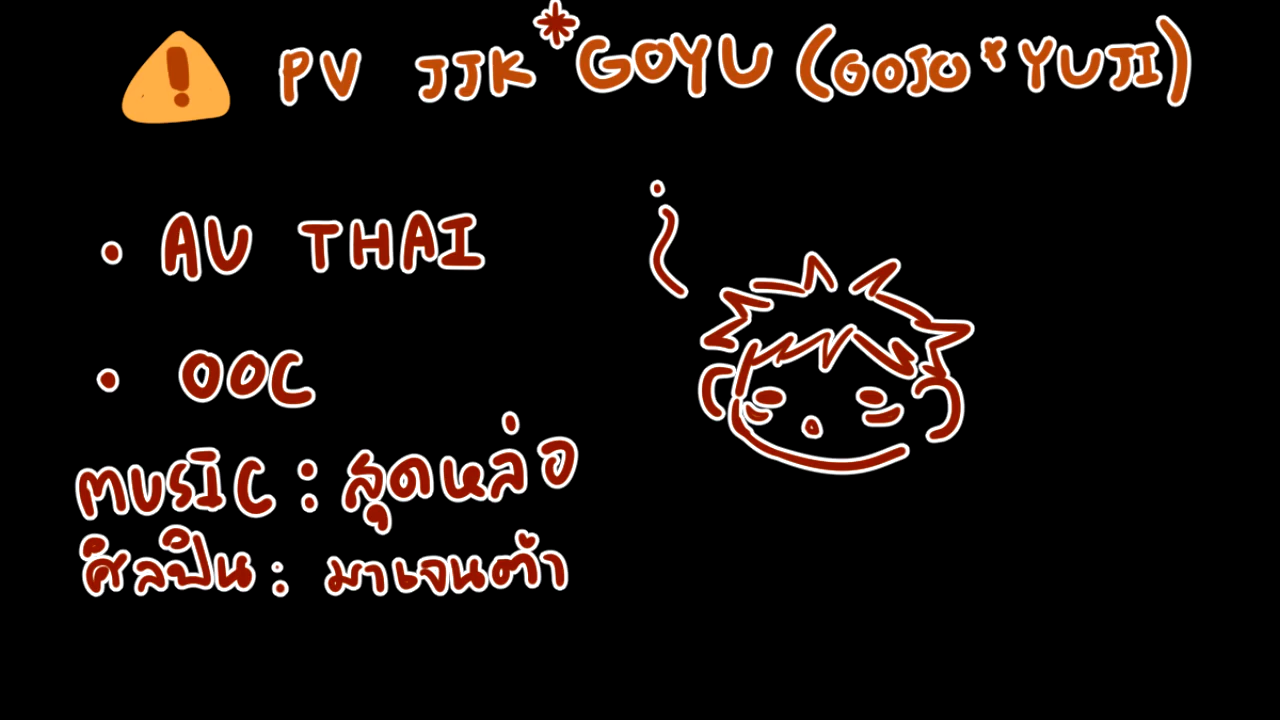 ! PV JJK *GOYU (GOJO*YUJI)
• AU THAI
• OOC
MUSIC : สุดหล่อ
ศิลปิน : มาเจนต้า